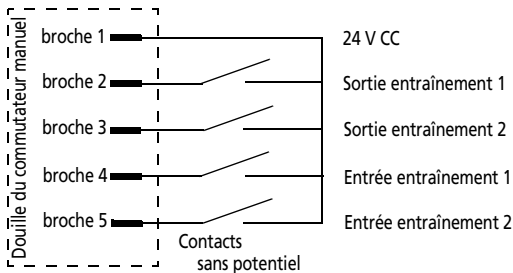 Douille du commutateur manuel
broche 1
24 V CC
broche 2
Sortie entraînement 1
broche 3
Sortie entraînement 2
broche 4
Entrée entraînement 1
broche 5
Entrée entraînement 2
Contacts
sans potentiel